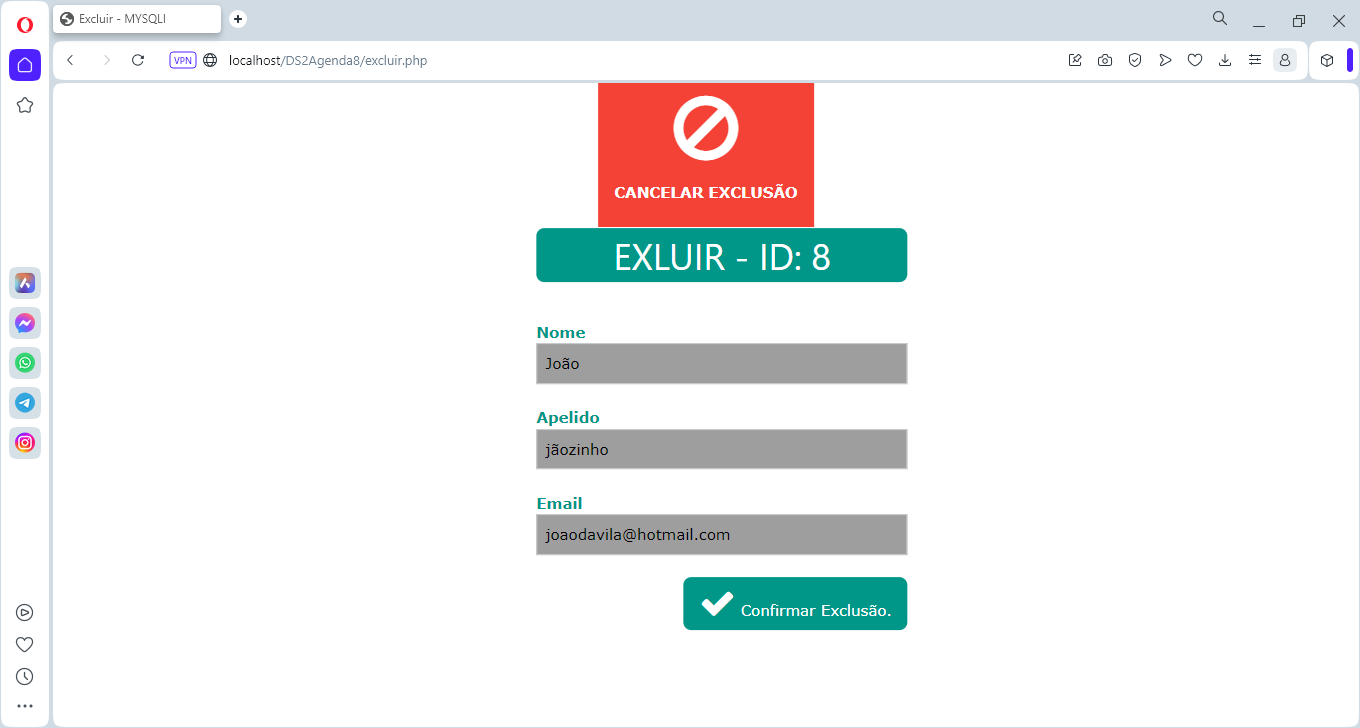 Excluir - MYSQLI
VPN
localhost/DS2Agenda8/excluir.php
CANCELAR EXCLUSÃO
EXLUIR - ID: 8
Nome
João
Apelido
jãozinho
Email
joaodavila@hotmail.com
Confirmar Exclusão.